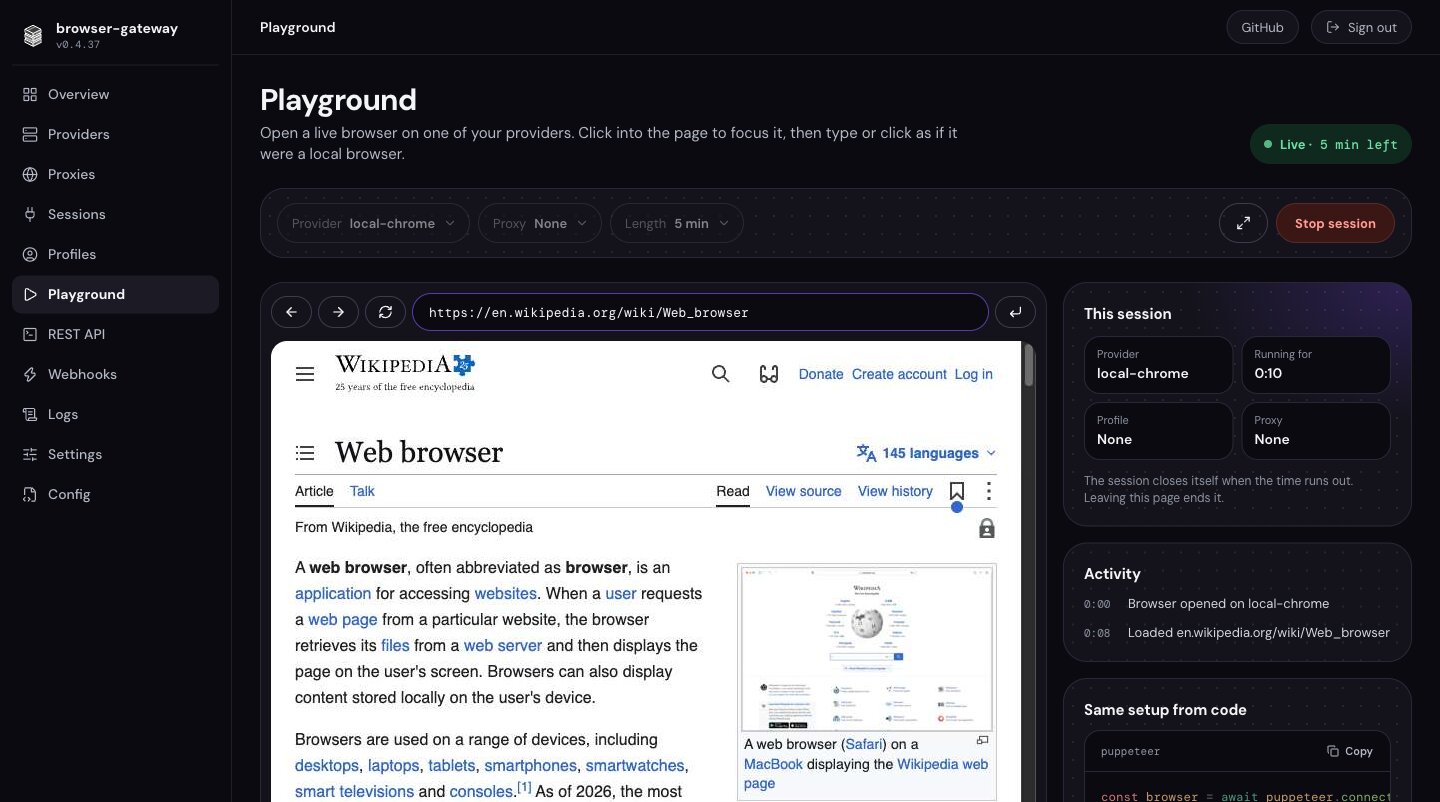 browser-gateway
v0.4.37
Overview
Providers
Proxies
Sessions
Profiles
Playground
REST API
Webhooks
Logs
Settings
Config
Playground
GitHub
Sign out
Playground
Open a live browser on one of your providers. Click into the page to focus it, then type or click as if it
were a local browser.
Live · 5 min left
Provider local-chrome
Proxy None
Length 5 min
Stop session
https://en.wikipedia.org/wiki/Web_browser
WIKIPEDIA 25
25 years of the free encyclopedia
Donate Create account Log in
Web browser
145 languages
Article Talk
Read View source View history
From Wikipedia, the free encyclopedia
A web browser, often abbreviated as browser, is an
application for accessing websites. When a user requests
a web page from a particular website, the browser
retrieves its files from a web server and then displays the
page on the user's screen. Browsers can also display
content stored locally on the user's device.
Browsers are used on a range of devices, including
desktops, laptops, tablets, smartphones, smartwatches,
smart televisions and consoles.[1] As of 2026, the most
WIKIPEDIA
A web browser (Safari) on a
MacBook displaying the Wikipedia web
page
This session
Provider
local-chrome
Running for
0:10
Profile
None
Proxy
None
The session closes itself when the time runs out.
Leaving this page ends it.
Activity
0:00 Browser opened on local-chrome
0:08 Loaded en.wikipedia.org/wiki/Web_browser
Same setup from code
puppeteer
Copy
const browser = await puppeteer.connect